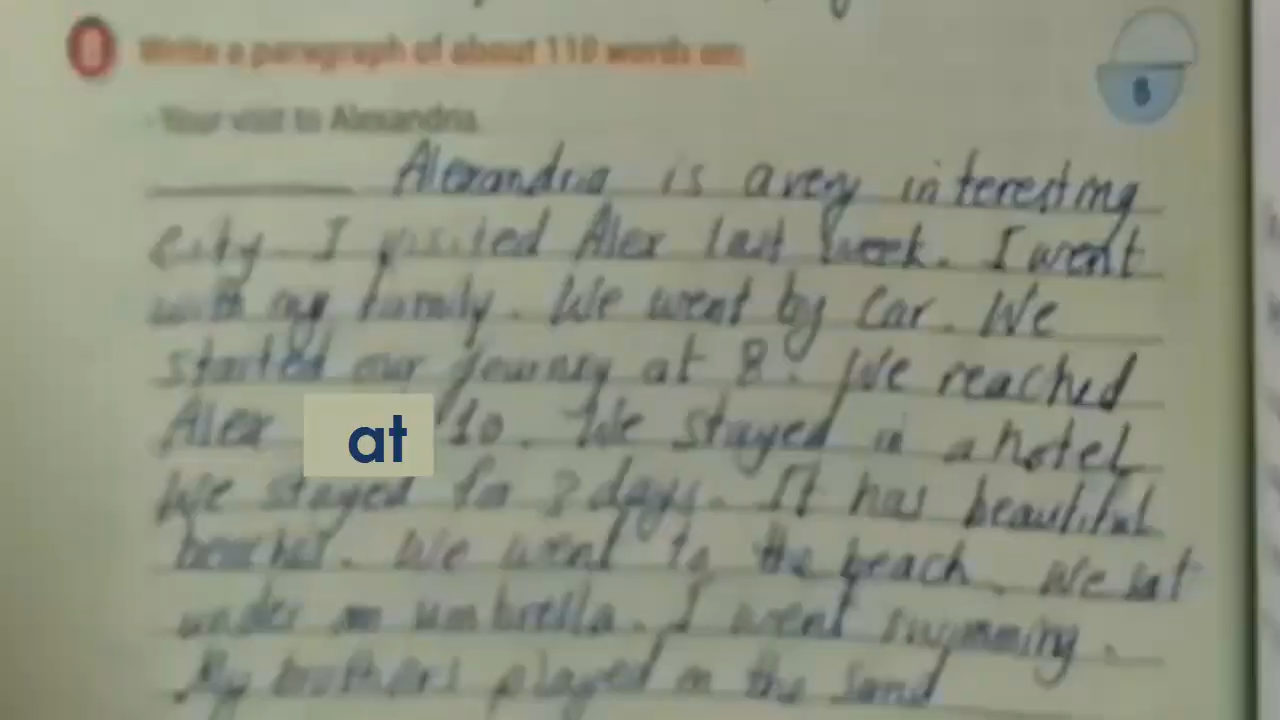 8 Write a paragraph of about 110 words on:
8
- Your visit to Alexandria.
Alexandria is a very interesting
city. I visited Alex last week. I went
with my family. We went by car. We
started our journey at 8. We reached
Alex at 10. We stayed in a hotel
We stayed for 3 days. It has beautiful
beaches. We went to the beach. We sat
under an umbrella. I went swimming.
My brothers played in the sand